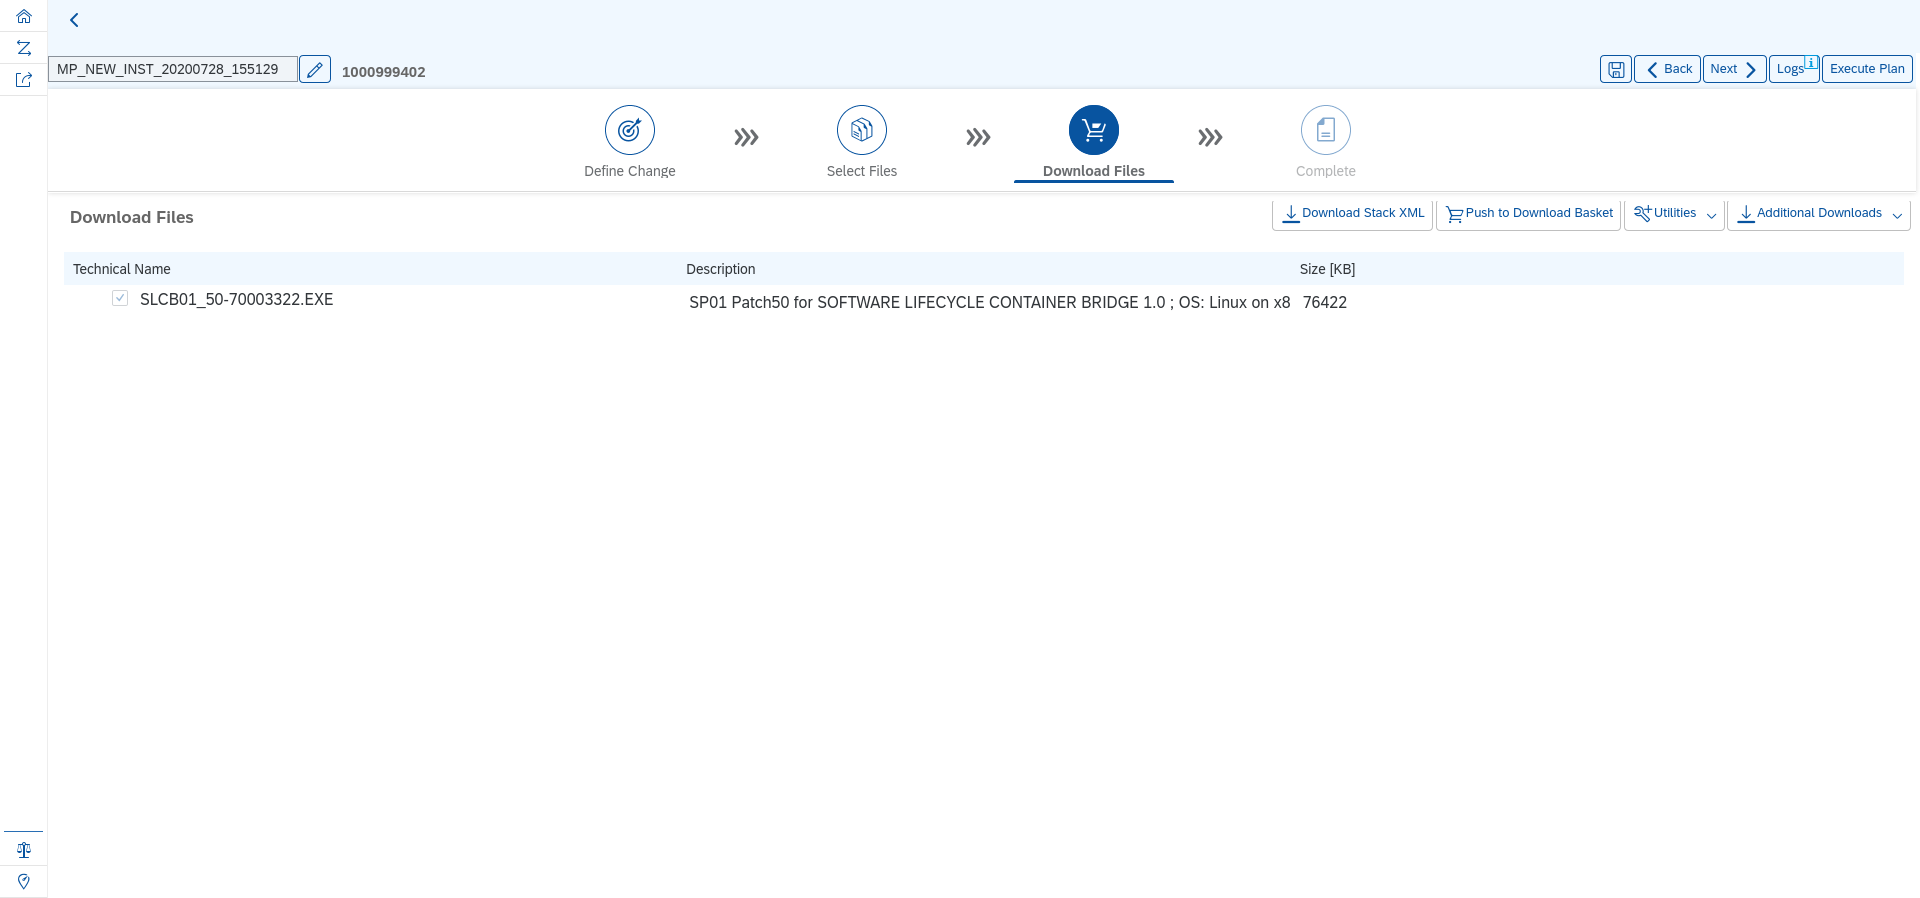 MP_NEW_INST_20200728_155129
1000999402
Back
Next
Logs
Execute Plan
Define Change
Select Files
Download Files
Complete
Download Files
Download Stack XML
Push to Download Basket
Utilities
Additional Downloads
Technical Name
Description
Size [KB]
SLCB01_50-70003322.EXE
SP01 Patch50 for SOFTWARE LIFECYCLE CONTAINER BRIDGE 1.0 ; OS: Linux on x8
76422